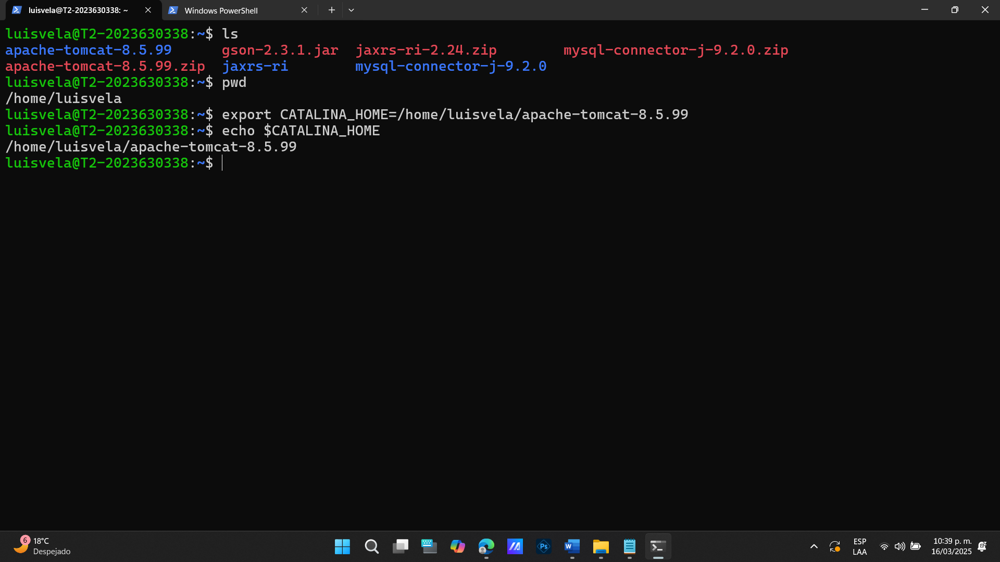 luisvela@T2-2023630338: ~
Windows PowerShell
luisvela@T2-2023630338:~$ ls
apache-tomcat-8.5.99 gson-2.3.1.jar jaxrs-ri-2.24.zip mysql-connector-j-9.2.0.zip
apache-tomcat-8.5.99.zip jaxrs-ri mysql-connector-j-9.2.0
luisvela@T2-2023630338:~$ pwd
/home/luisvela
luisvela@T2-2023630338:~$ export CATALINA_HOME=/home/luisvela/apache-tomcat-8.5.99
luisvela@T2-2023630338:~$ echo $CATALINA_HOME
/home/luisvela/apache-tomcat-8.5.99
luisvela@T2-2023630338:~$
6
18°C
Despejado
Ps
W
ESP
LAA
10:39 p. m.
16/03/2025